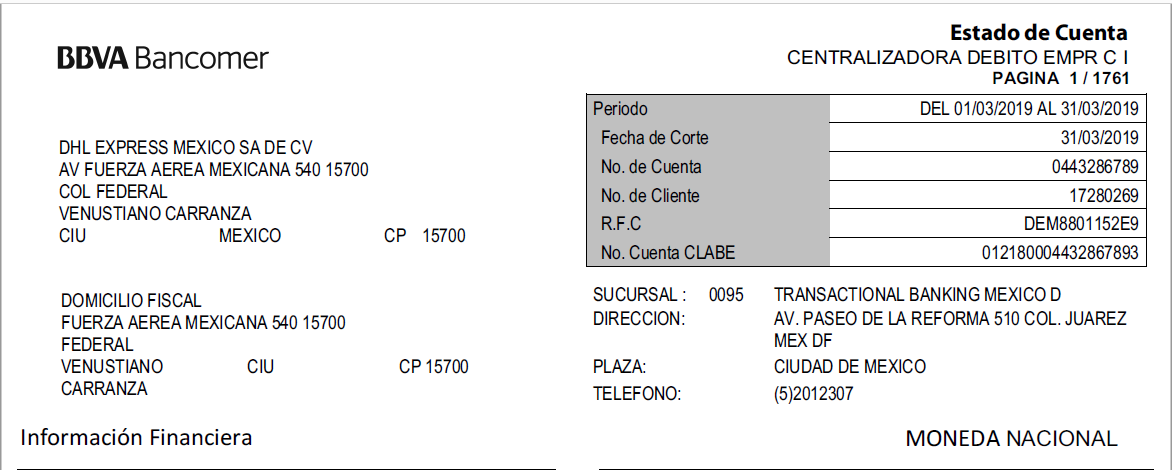 BBVA Bancomer
Estado de Cuenta
CENTRALIZADORA DEBITO EMPR C I
PAGINA 1 / 1761
Periodo DEL 01/03/2019 AL 31/03/2019
Fecha de Corte 31/03/2019
No. de Cuenta 0443286789
No. de Cliente 17280269
R.F.C DEM8801152E9
No. Cuenta CLABE 012180004432867893
DHL EXPRESS MEXICO SA DE CV
AV FUERZA AEREA MEXICANA 540 15700
COL FEDERAL
VENUSTIANO CARRANZA
CIU MEXICO CP 15700
DOMICILIO FISCAL
FUERZA AEREA MEXICANA 540 15700
FEDERAL
VENUSTIANO CIU CP 15700
CARRANZA
SUCURSAL : 0095 TRANSACTIONAL BANKING MEXICO D
DIRECCION: AV. PASEO DE LA REFORMA 510 COL. JUAREZ
MEX DF
PLAZA: CIUDAD DE MEXICO
TELEFONO: (5)2012307
Información Financiera
MONEDA NACIONAL